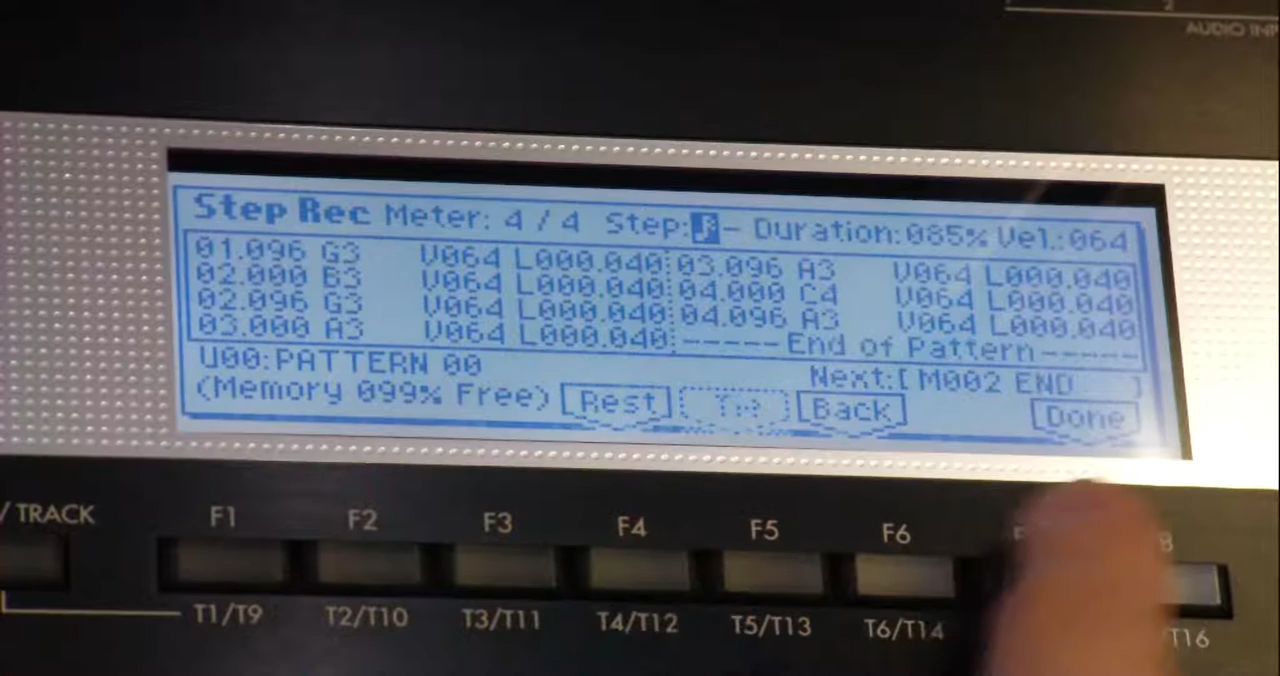 AUDIO IN
Step Rec Meter: 4 / 4 Step:♪- Duration:085% Vel.:064
01.096 G3 V064 L000.040 03.096 A3 V064 L000.040
02.000 B3 V064 L000.040 04.000 C4 V064 L000.040
02.096 G3 V064 L000.040 04.096 A3 V064 L000.040
03.000 A3 V064 L000.040 -----End of Pattern-----
U00:PATTERN 00 Next:[ M002 END ]
(Memory 099% Free) Rest Back Done
/ TRACK F1 F2 F3 F4 F5 F6
T1/T9 T2/T10 T3/T11 T4/T12 T5/T13 T6/T14 /T16